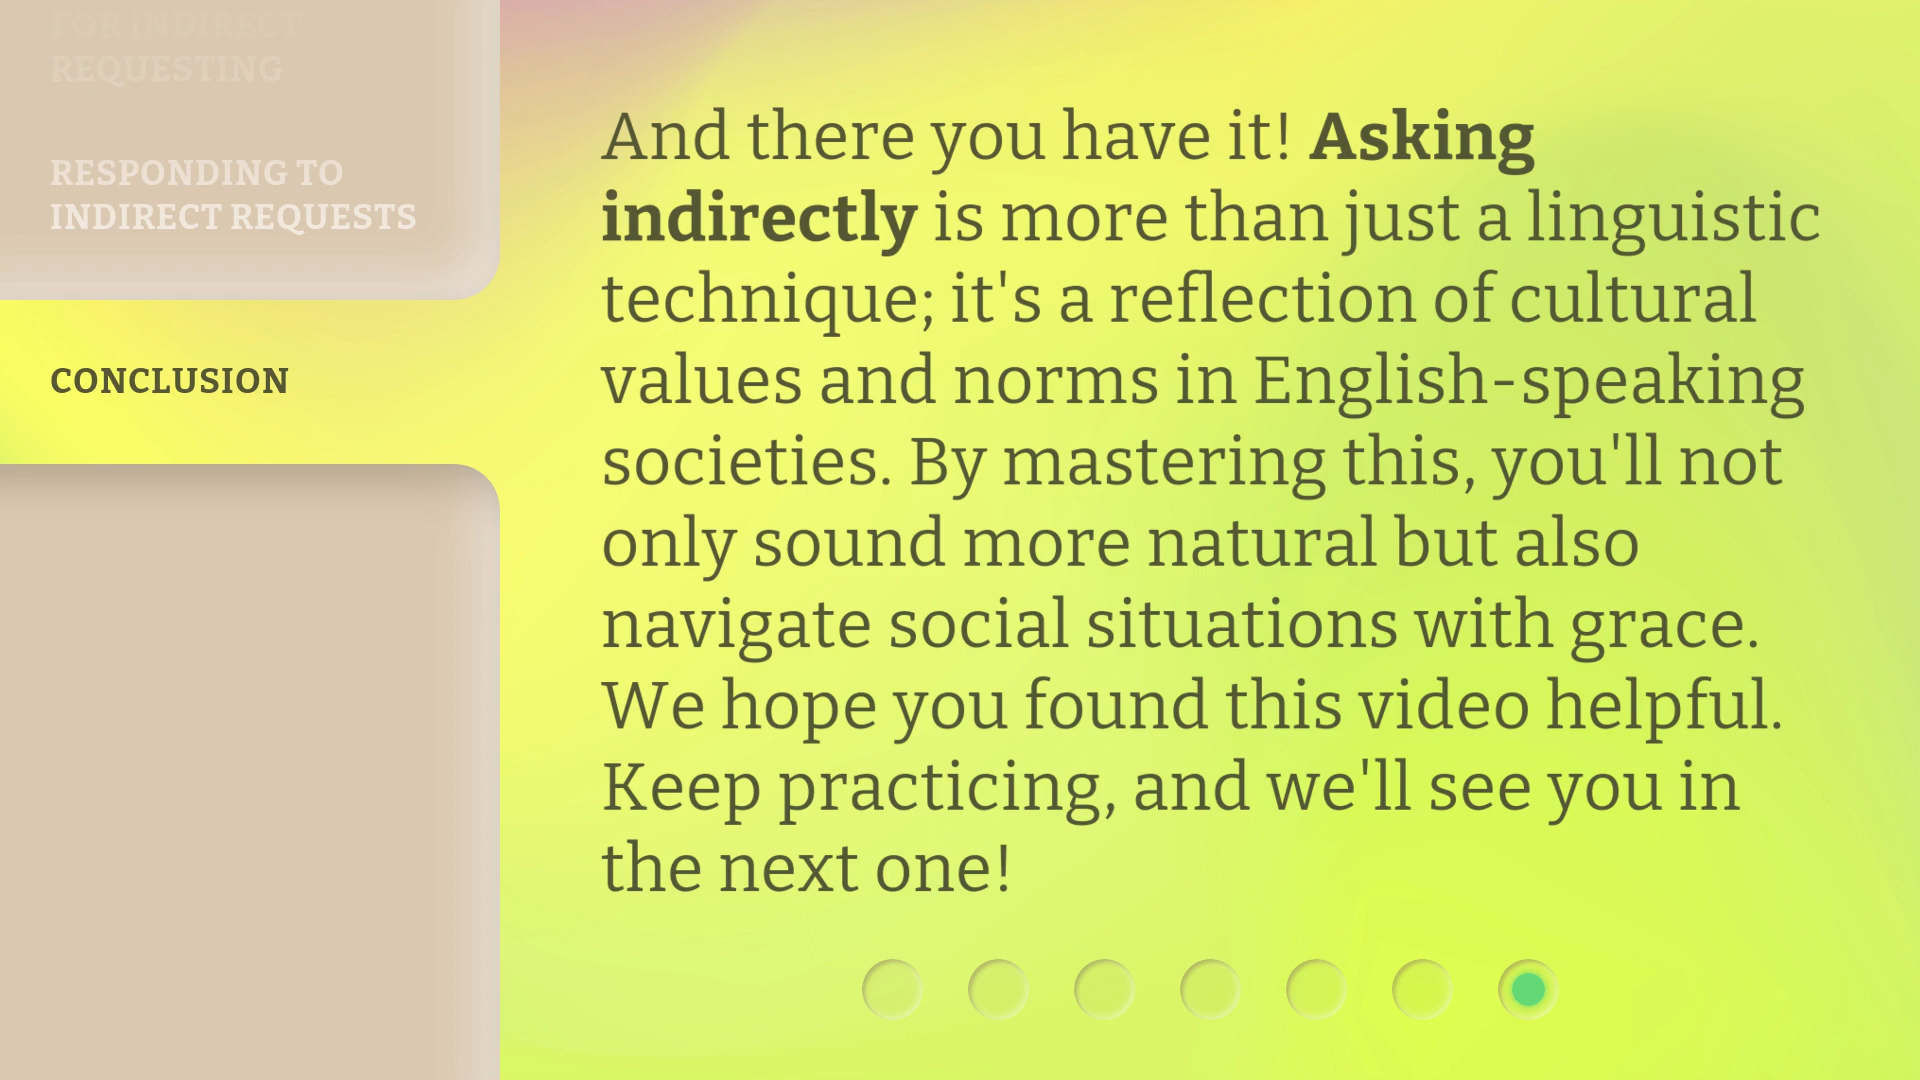 FOR INDIRECT
REQUESTING
RESPONDING TO
INDIRECT REQUESTS
CONCLUSION
And there you have it! Asking
indirectly is more than just a linguistic
technique; it's a reflection of cultural
values and norms in English-speaking
societies. By mastering this, you'll not
only sound more natural but also
navigate social situations with grace.
We hope you found this video helpful.
Keep practicing, and we'll see you in
the next one!